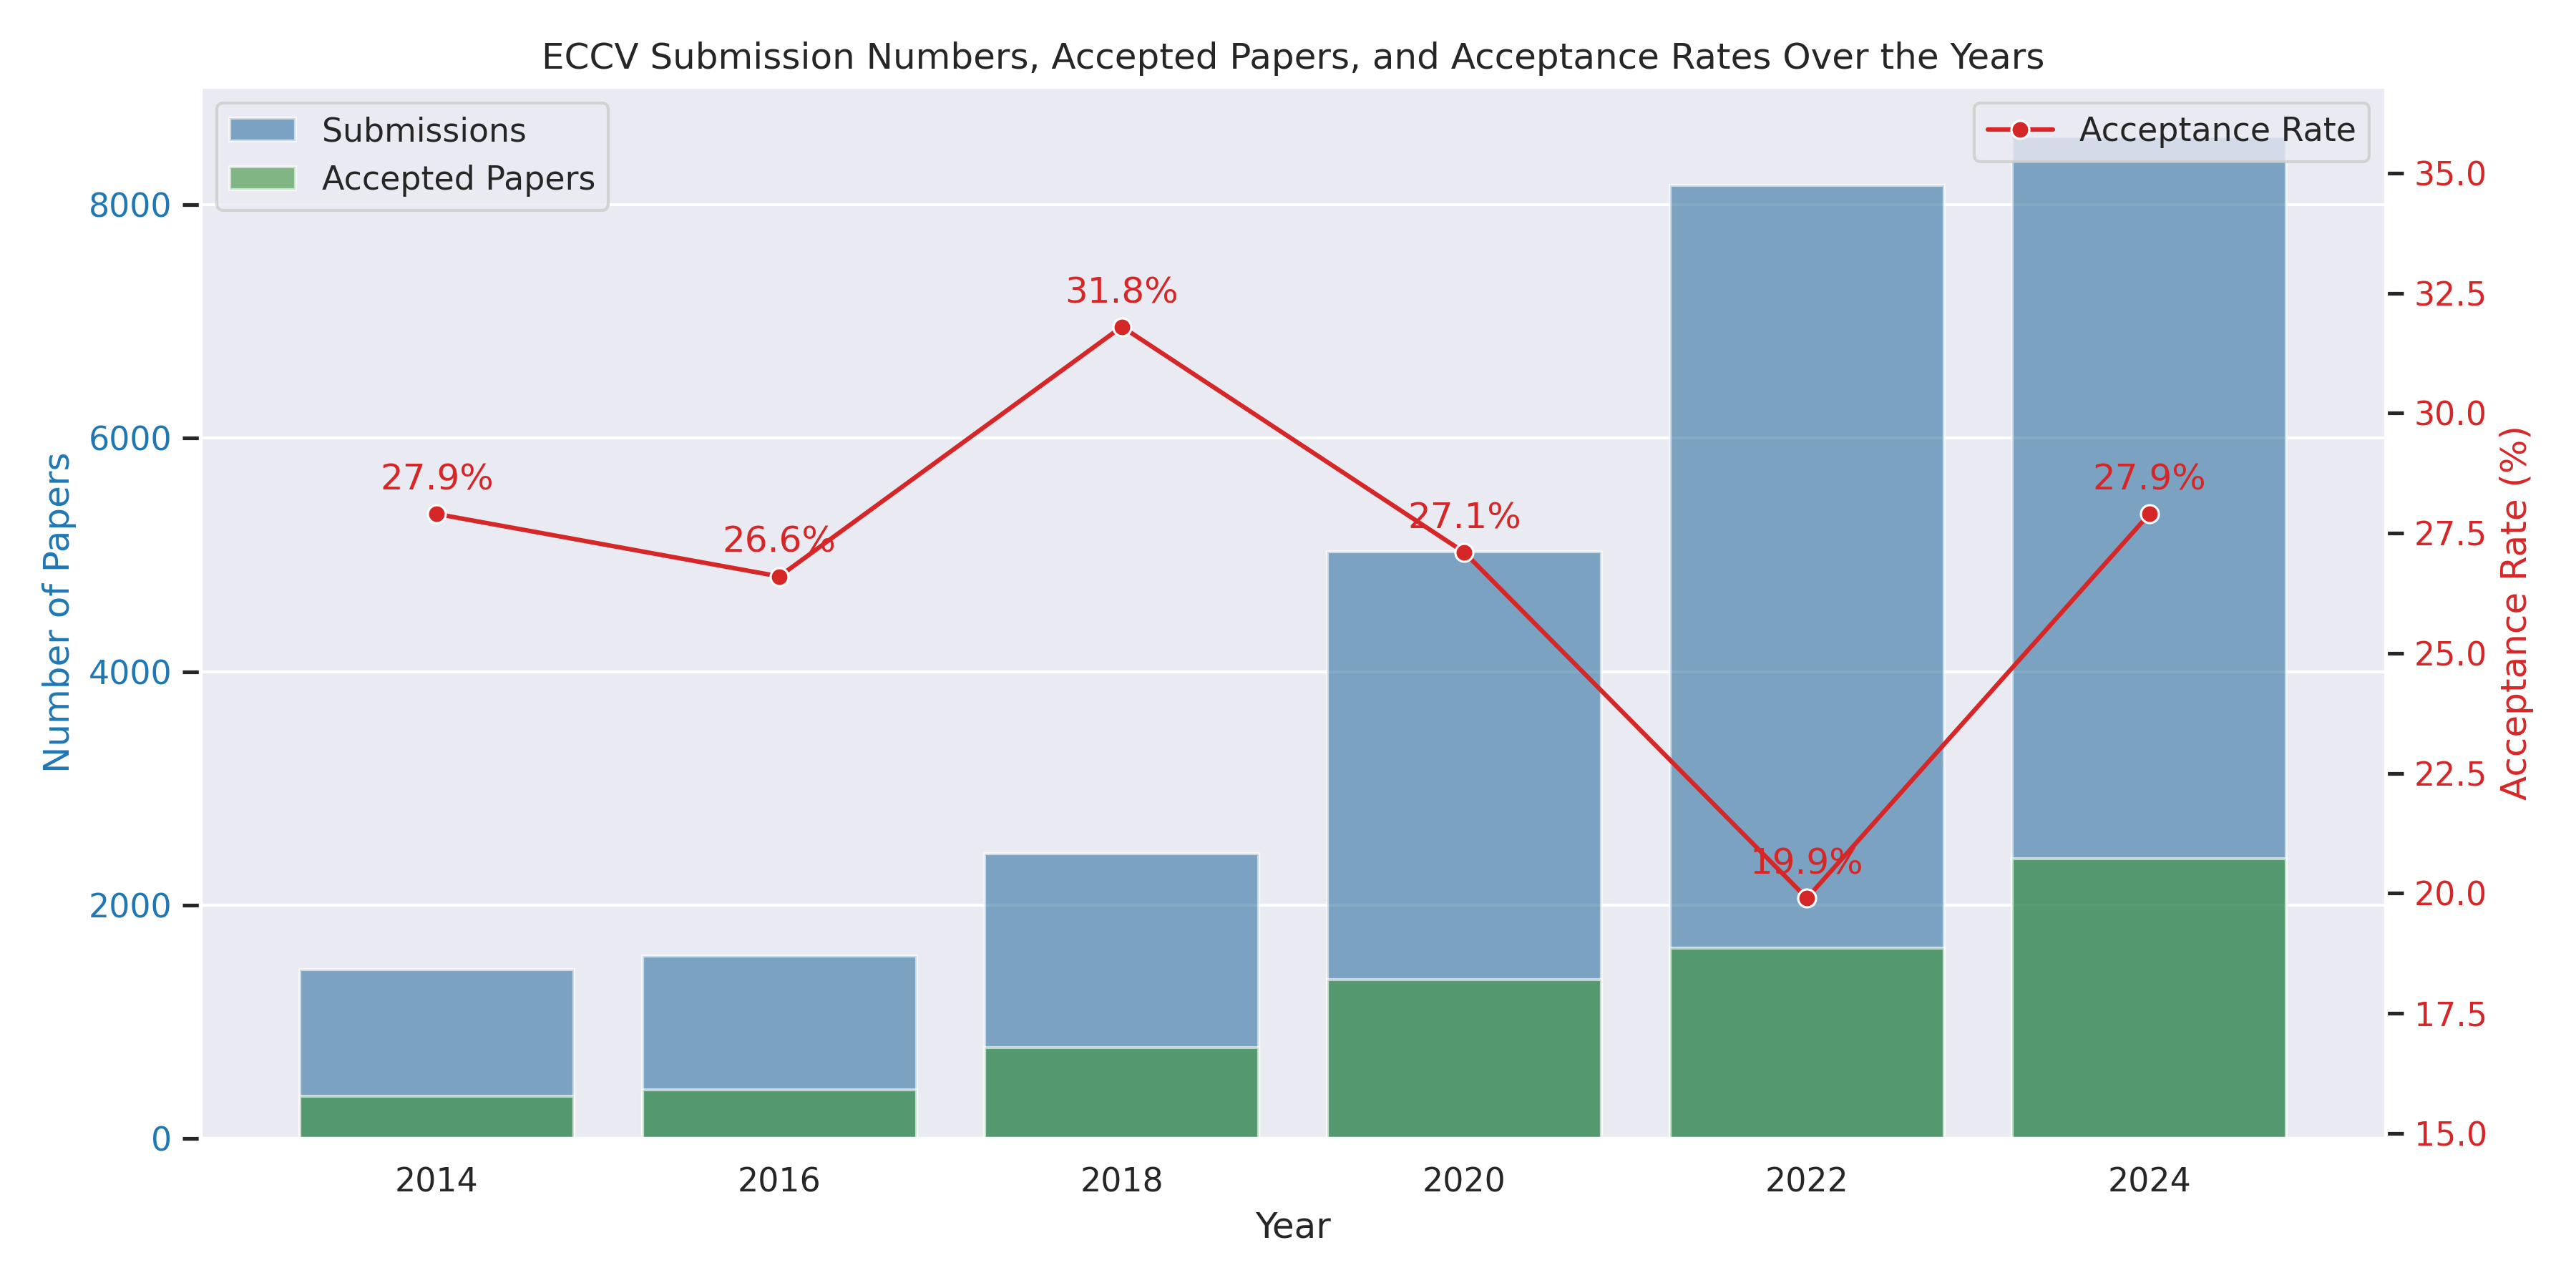 ECCV Submission Numbers, Accepted Papers, and Acceptance Rates Over the Years
Submissions
Accepted Papers
Acceptance Rate
Number of Papers
8000
6000
4000
2000
0
27.9%
26.6%
31.8%
27.1%
19.9%
27.9%
35.0
32.5
30.0
27.5
25.0
22.5
20.0
17.5
15.0
Acceptance Rate (%)
2014 2016 2018 2020 2022 2024
Year